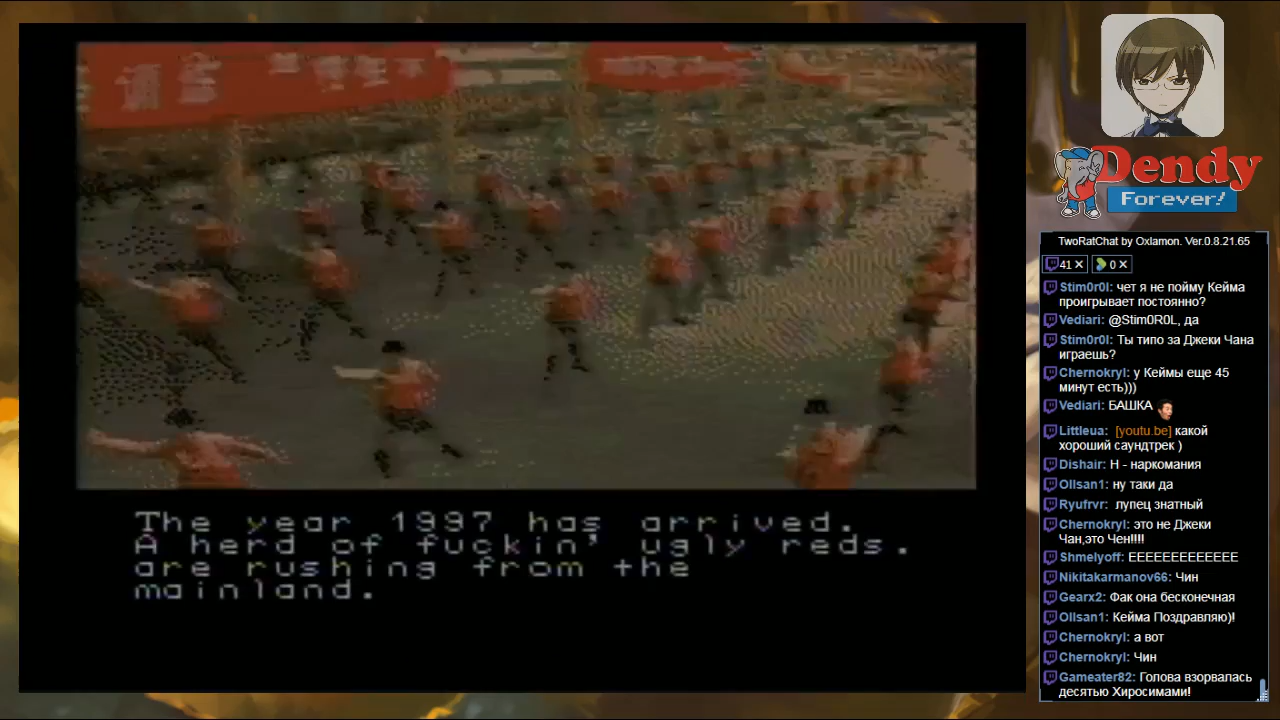 The year 1997 has arrived.
A herd of fuckin' ugly reds.
are rushing from the
mainland.
Dendy
Forever!
TwoRatChat by Oxlamon. Ver.0.8.21.65
41 ×
0 ×
Stim0r0l: чет я не пойму Кейма
проигрывает постоянно?
Vediari: @Stim0R0L, да
Stim0r0l: Ты типо за Джеки Чана
играешь?
Chernokryl: у Кеймы еще 45
минут есть)))
Vediari: БАШКА
Littleua: [youtu.be] какой
хороший саундтрек )
Dishair: Н - наркомания
Ollsan1: ну таки да
Ryufrvr: лупец знатный
Chernokryl: это не Джеки
Чан,это Чен!!!!
Shmelyoff: ЕЕЕЕЕЕЕЕЕЕЕЕЕ
Nikitakarmanov66: Чин
Gearx2: Фак она бесконечная
Ollsan1: Кейма Поздравляю)!
Chernokryl: а вот
Chernokryl: Чин
Gameater82: Голова взорвалась
десятью Хиросимами!